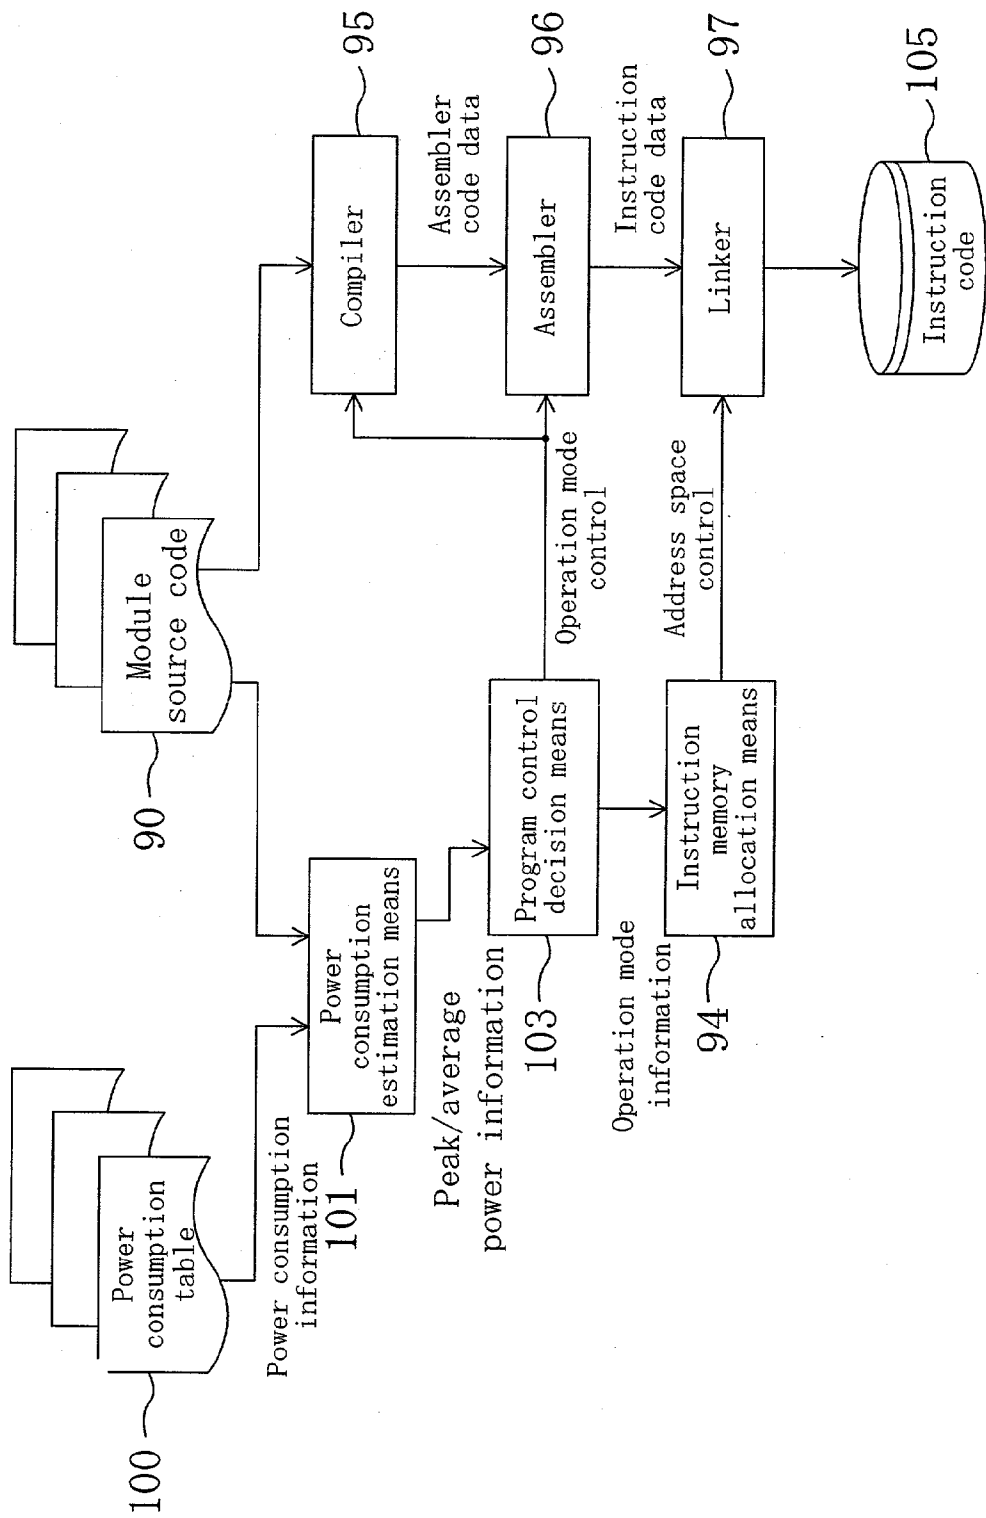 100
Power
consumption
table
90
Module
source code
Power consumption
information
101
Power
consumption
estimation means
Compiler
95
Peak/average
power information
Assembler
code data
103
Program control
decision means
Operation mode
control
Assembler
96
Operation mode
information
Instruction
code data
94
Instruction
memory
allocation means
Address space
control
Linker
97
Instruction
code
105